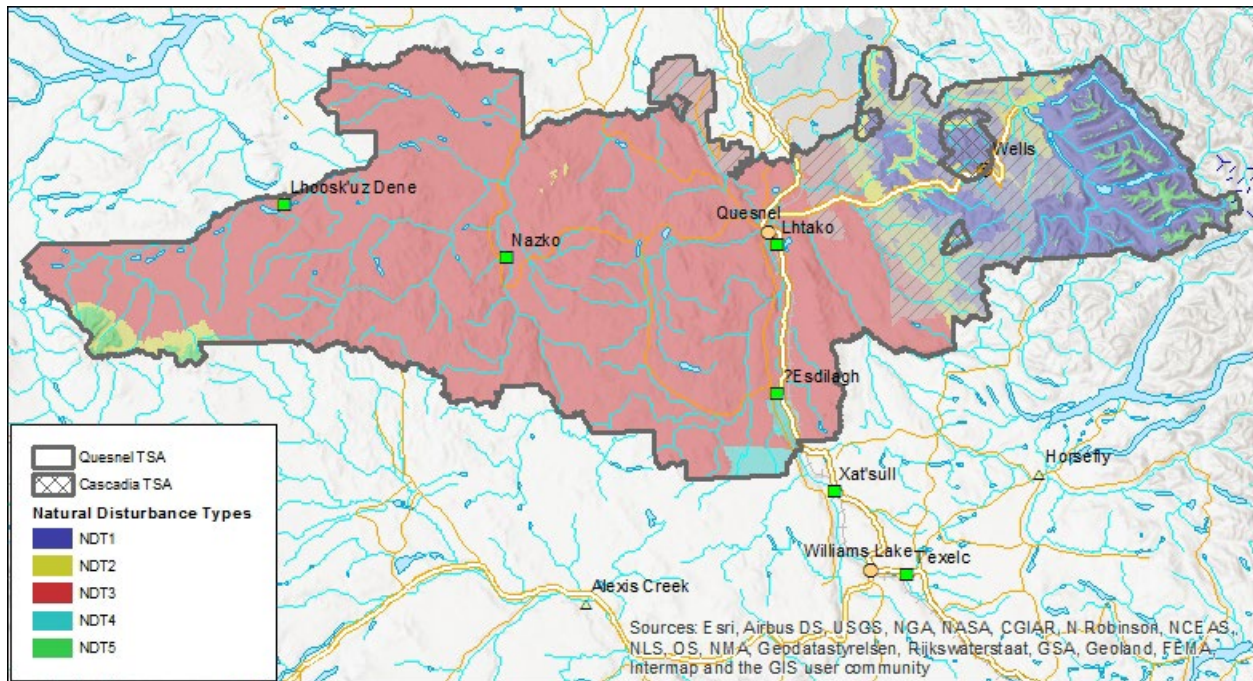 Wells
Lhoosk'uz Dene
Quesnel
Lhtako
Nazko
?Esdilagh
Horsefly
Xat'sull
Williams Lake
T'exelc
Alexis Creek
Quesnel TSA
Cascadia TSA
Natural Disturbance Types
NDT1
NDT2
NDT3
NDT4
NDT5
Sources: Esri, Airbus DS, USGS, NGA, NASA, CGIAR, N Robinson, NCEAS,
NLS, OS, NMA, Geodatastyrelsen, Rijkswaterstaat, GSA, Geoland, FEMA,
Intermap and the GIS user community